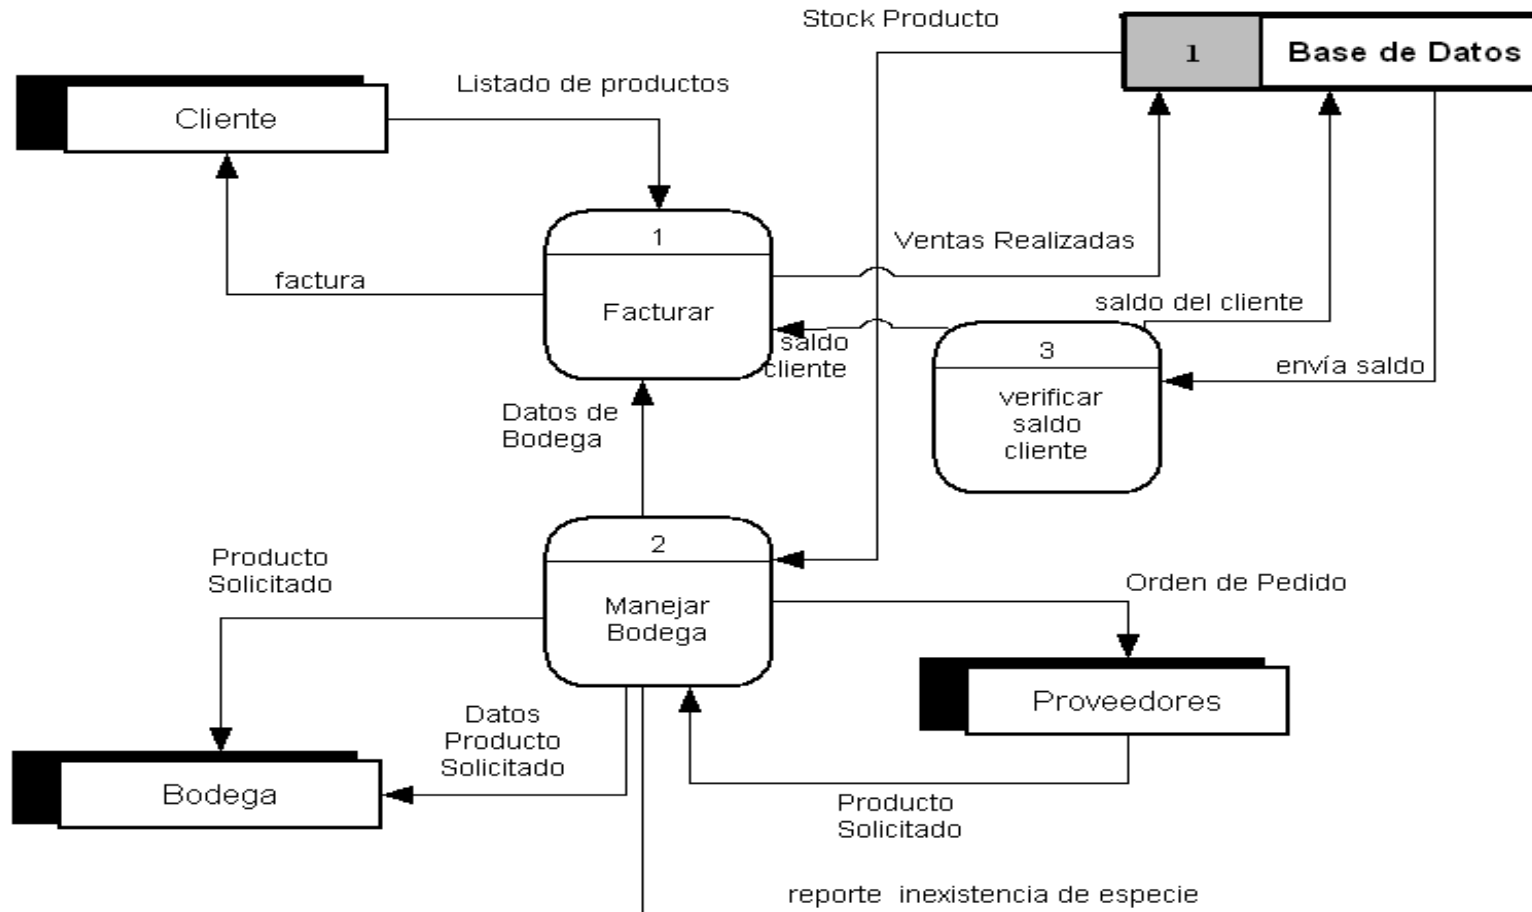 Stock Producto
1
Base de Datos
Listado de productos
Cliente
1
Ventas Realizadas
factura
Facturar
saldo del cliente
saldo
cliente
3
envía saldo
verificar
saldo
cliente
Datos de
Bodega
2
Producto
Solicitado
Orden de Pedido
Manejar
Bodega
Proveedores
Datos
Producto
Solicitado
Bodega
Producto
Solicitado
reporte inexistencia de especie